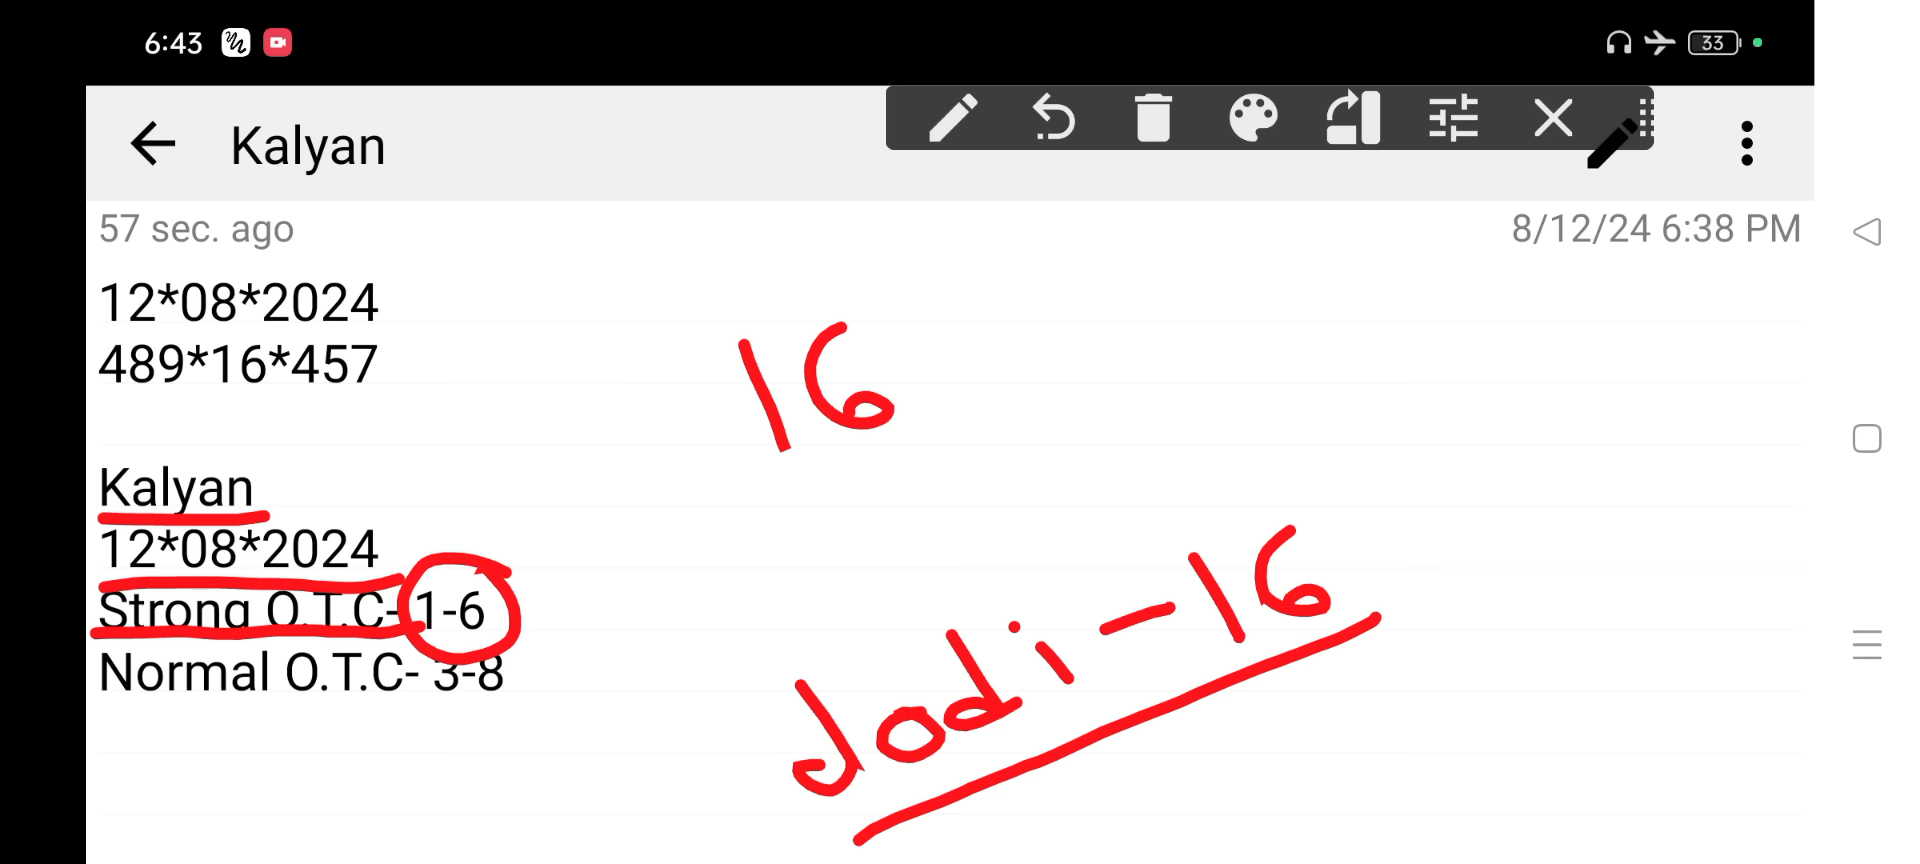 6:43
33
Kalyan
57 sec. ago
8/12/24 6:38 PM
12*08*2024
489*16*457
16
Kalyan
12*08*2024
Strong O.T.C- 1-6
Normal O.T.C- 3-8
Jodi-16